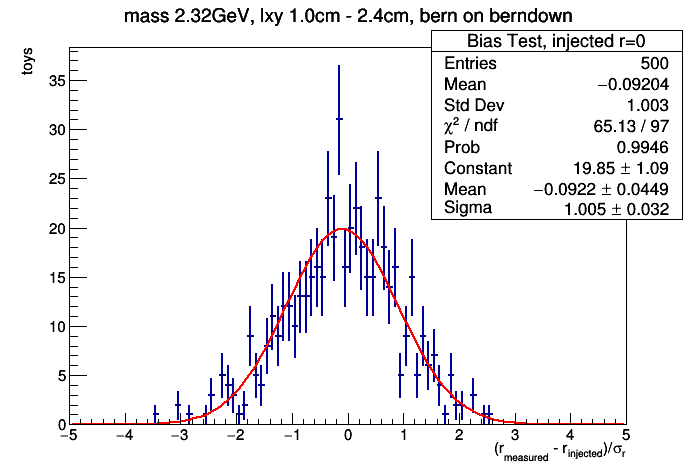 mass 2.32GeV, lxy 1.0cm - 2.4cm, bern on berndown
toys
Bias Test, injected r=0
Entries 500
Mean −0.09204
Std Dev 1.003
χ² / ndf 65.13 / 97
Prob 0.9946
Constant 19.85 ± 1.09
Mean −0.0922 ± 0.0449
Sigma 1.005 ± 0.032
35
30
25
20
15
10
5
0
−5 −4 −3 −2 −1 0 1 2 3 4 5
(r_measured - r_injected)/σ_r